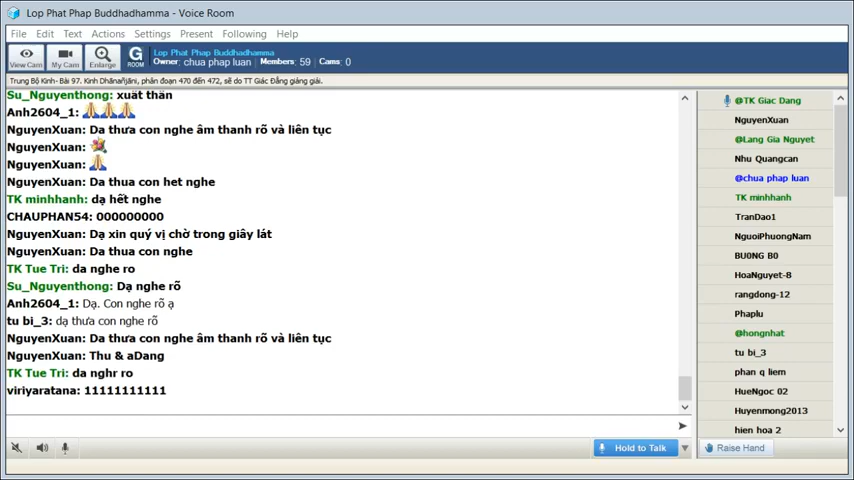 Lop Phat Phap Buddhadhamma - Voice Room
File Edit Text Actions Settings Present Following Help
View Cam My Cam Enlarge G ROOM
Lop Phat Phap Buddhadhamma
Owner: chua phap luan Members: 59 Cams: 0
Trung Bộ Kinh- Bài 97. Kinh Dhānañjāni, phân đoạn 470 đến 472, sẽ do TT Giác Đẳng giảng giải.
Su_Nguyenthong: xuất thân
Anh2604_1:
NguyenXuan: Da thưa con nghe âm thanh rõ và liên tục
NguyenXuan:
NguyenXuan:
NguyenXuan: Da thua con het nghe
TK minhhanh: dạ hết nghe
CHAUPHAN54: 000000000
NguyenXuan: Dạ xin quý vị chờ trong giây lát
NguyenXuan: Da thua con nghe
TK Tue Tri: da nghe ro
Su_Nguyenthong: Dạ nghe rõ
Anh2604_1: Dạ. Con nghe rõ ạ
tu bi_3: dạ thưa con nghe rõ
NguyenXuan: Da thưa con nghe âm thanh rõ và liên tục
NguyenXuan: Thu & aDang
TK Tue Tri: da nghr ro
viriyaratana: 11111111111
Hold to Talk
@TK Giac Dang
NguyenXuan
@Lang Gia Nguyet
Nhu Quangcan
@chua phap luan
TK minhhanh
TranDao1
NguoiPhuongNam
BU0NG B0
HoaNguyet-8
rangdong-12
Phaplu
@hongnhat
tu bi_3
phan q liem
HueNgoc 02
Huyenmong2013
hien hoa 2
Raise Hand